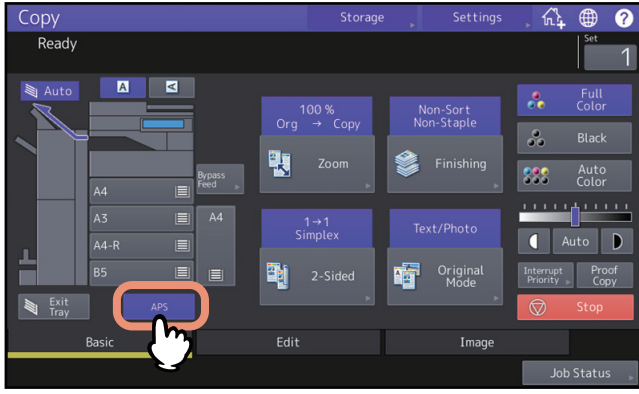 Copy
Storage
Settings
?
Ready
Set
1
Auto
A
A
Full
Color
100 %
Org → Copy
Non-Sort
Non-Staple
Black
Zoom
Finishing
Auto
Color
Bypass
Feed
A4
A3
A4
A4-R
B5
1→1
Simplex
Text/Photo
Auto
2-Sided
A
Original
Mode
Interrupt
Priority
Proof
Copy
Exit
Tray
APS
Stop
Basic
Edit
Image
Job Status